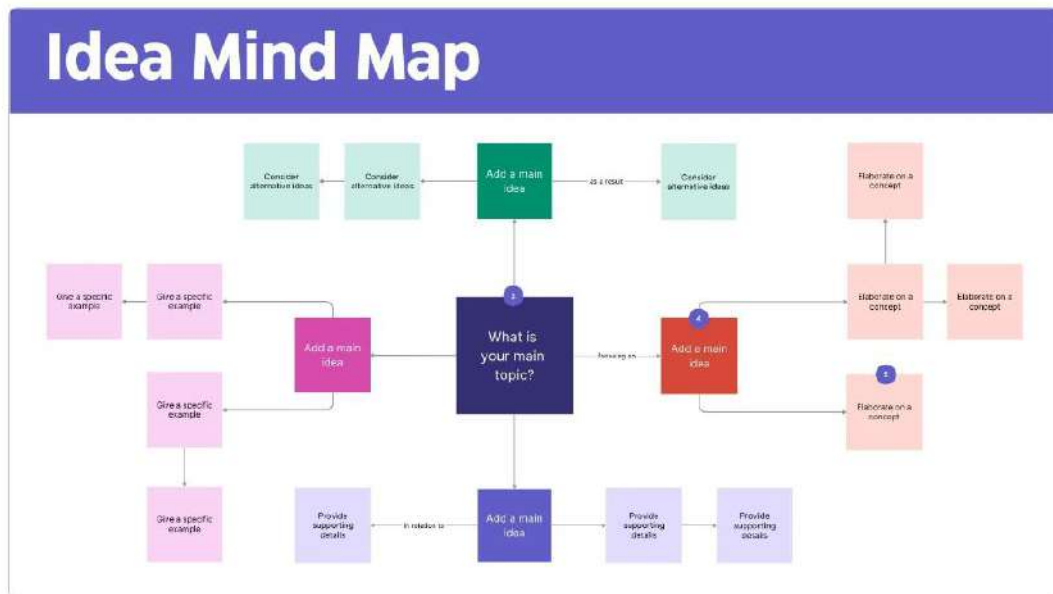 Idea Mind Map
Consider
alternative ideas
Consider
alternative ideas
Add a main
idea
as a result
Consider
alternative ideas
Elaborate on a
concept
Give a specific
example
Give a specific
example
Add a main
idea
What is
your main
topic?
focusing on
4
Add a main
idea
Elaborate on a
concept
Elaborate on a
concept
Give a specific
example
Elaborate on a
concept
Give a specific
example
Provide
supporting
details
in relation to
Add a main
idea
Provide
supporting
details
Provide
supporting
details